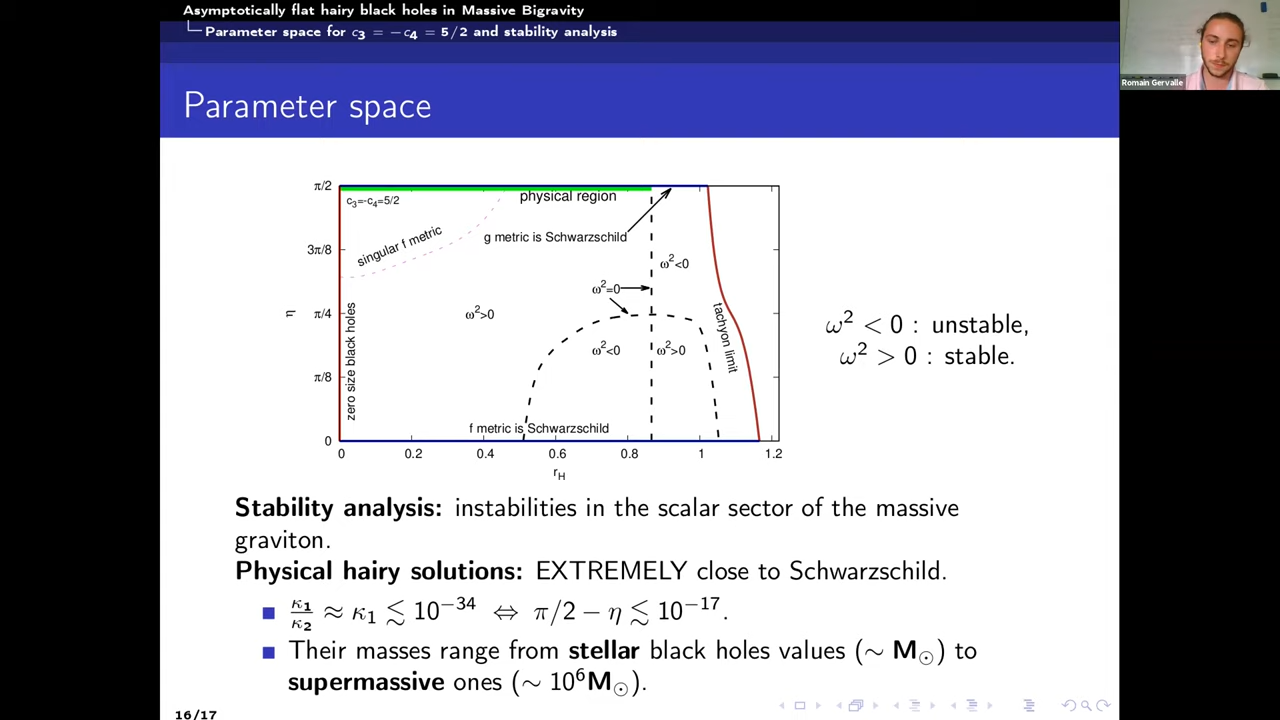 Asymptotically flat hairy black holes in Massive Bigravity
Parameter space for c₃ = −c₄ = 5/2 and stability analysis
Romain Gervalle
Parameter space
π/2
c₃=-c₄=5/2
physical region
singular f metric
g metric is Schwarzschild
3π/8
ω²<0
ω²=0
π/4
ω²>0
η
zero size black holes
tachyon limit
ω²<0
ω²>0
π/8
f metric is Schwarzschild
0
0 0.2 0.4 0.6 0.8 1 1.2
r_H
ω² < 0 : unstable,
ω² > 0 : stable.
Stability analysis: instabilities in the scalar sector of the massive
graviton.
Physical hairy solutions: EXTREMELY close to Schwarzschild.
κ₁/κ₂ ≈ κ₁ ≲ 10⁻³⁴ ⇔ π/2 − η ≲ 10⁻¹⁷.
Their masses range from stellar black holes values (∼ M⊙) to
supermassive ones (∼ 10⁶M⊙).
16/17